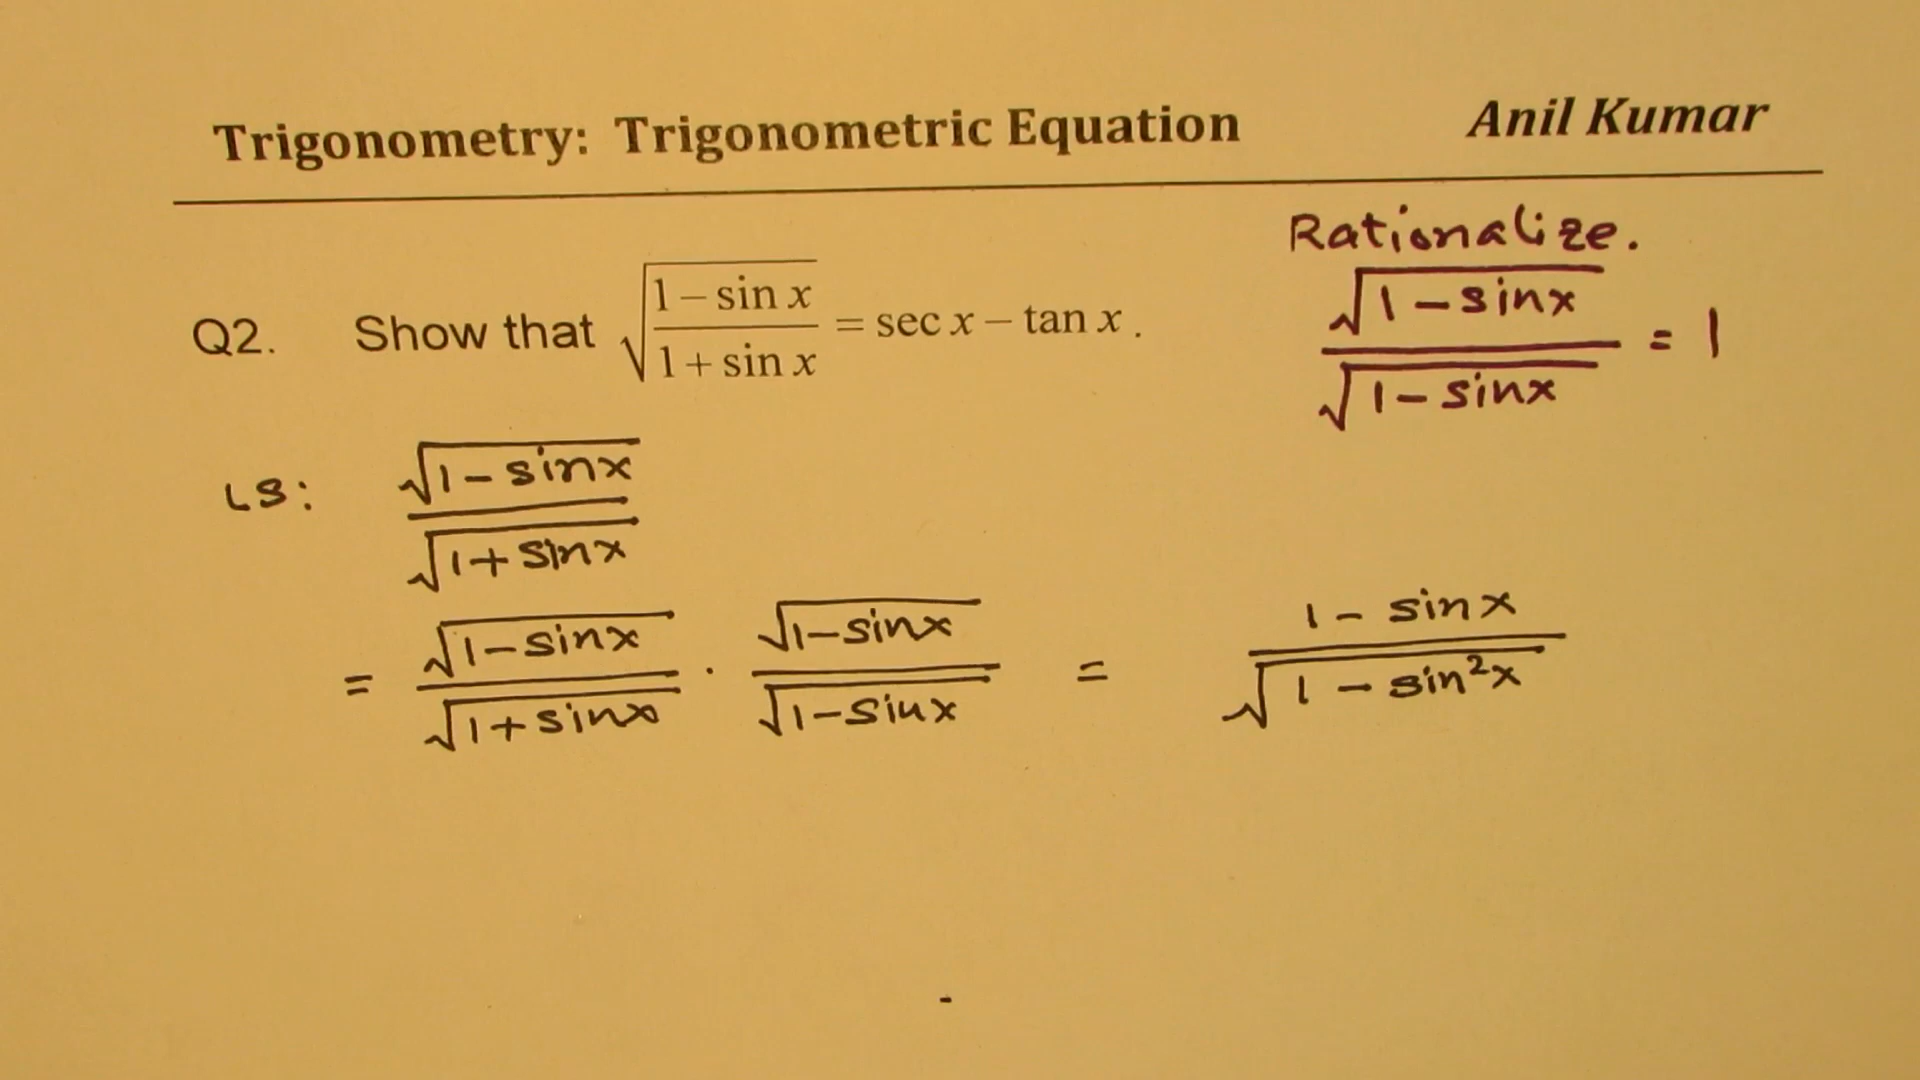 Trigonometry: Trigonometric Equation Anil Kumar
Rationalize.
Q2. Show that √((1 – sin x)/(1 + sin x)) = sec x – tan x.
√(1 – sinx)/√(1 – sinx) = 1
LS: √(1 – sinx)/√(1 + sinx)
= √(1 – sinx)/√(1 + sinx) · √(1 – sinx)/√(1 – sinx) = (1 – sinx)/√(1 – sin²x)